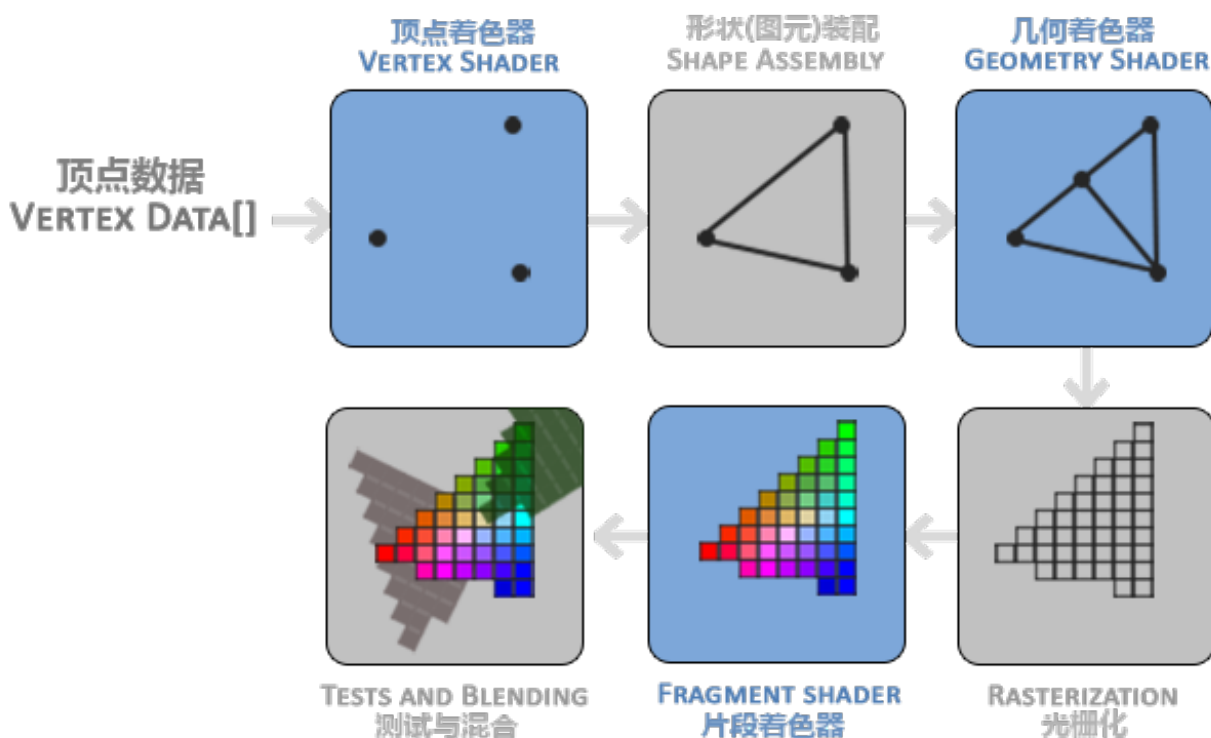 顶点着色器
VERTEX SHADER
形状(图元)装配
SHAPE ASSEMBLY
几何着色器
GEOMETRY SHADER
顶点数据
VERTEX DATA[]
TESTS AND BLENDING
测试与混合
FRAGMENT SHADER
片段着色器
RASTERIZATION
光栅化